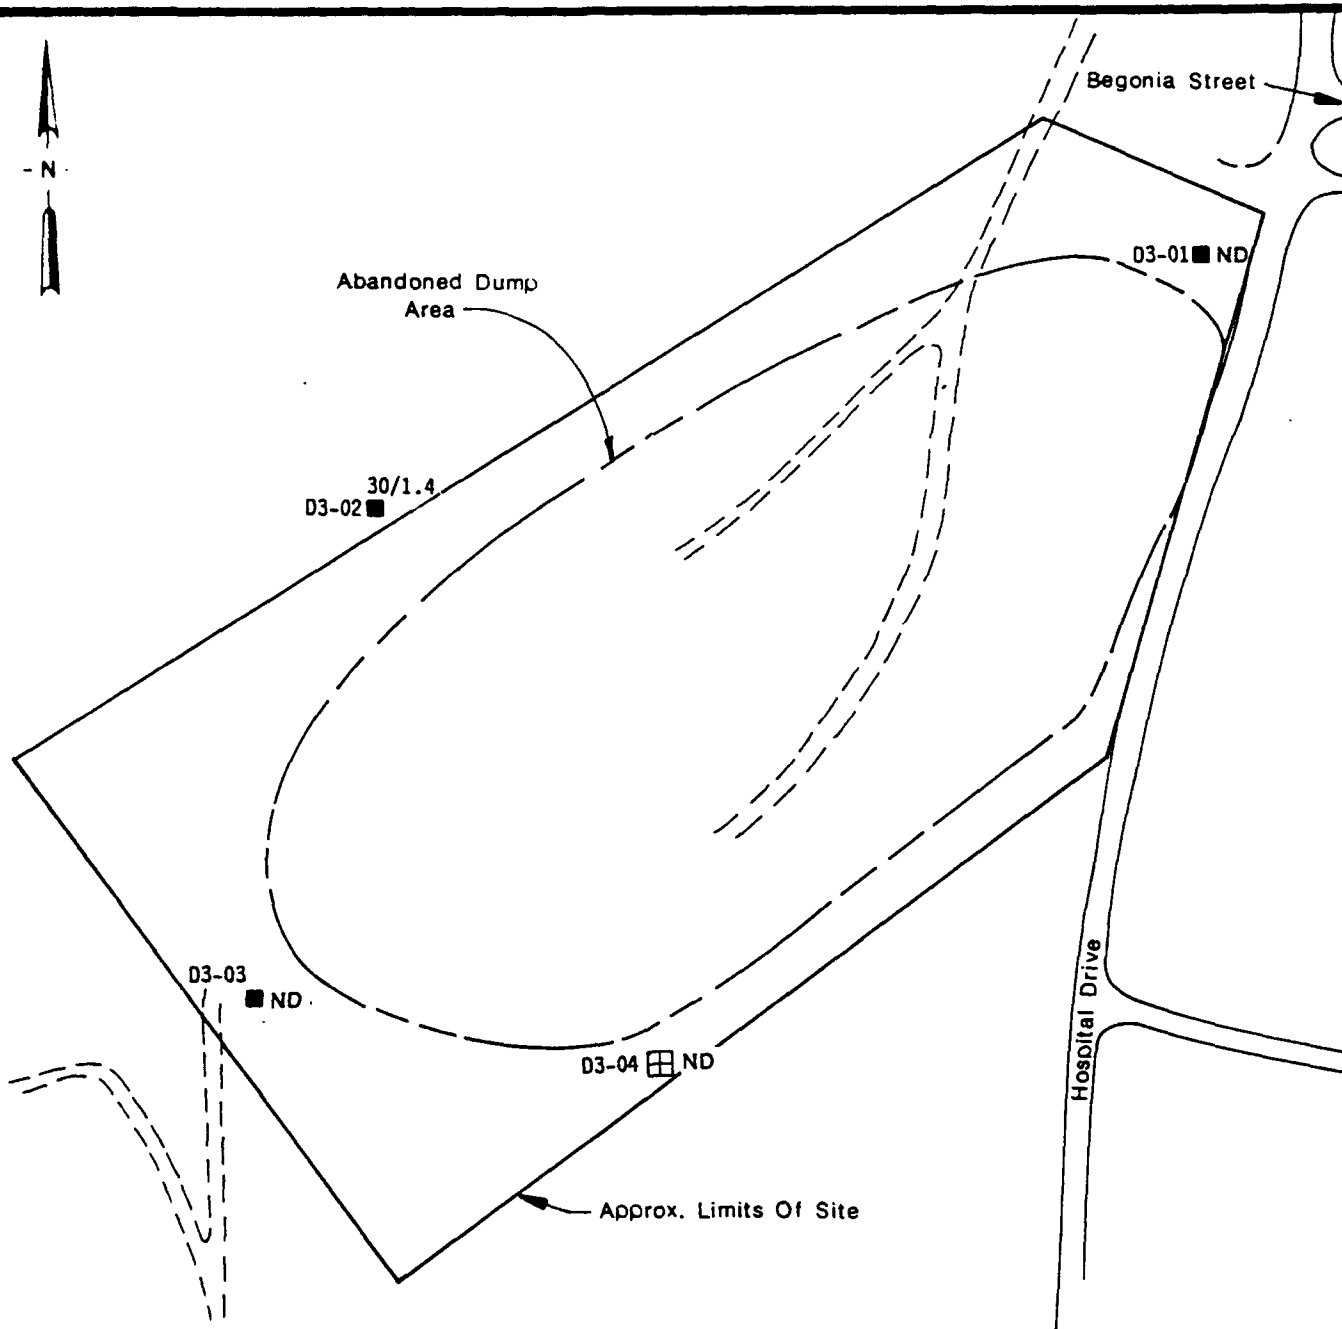 Begonia Street
- N -
D3-01 ND
Abandoned Dump
Area
30/1.4
D3-02
D3-03
ND
D3-04 ND
Hospital Drive
Approx. Limits Of Site